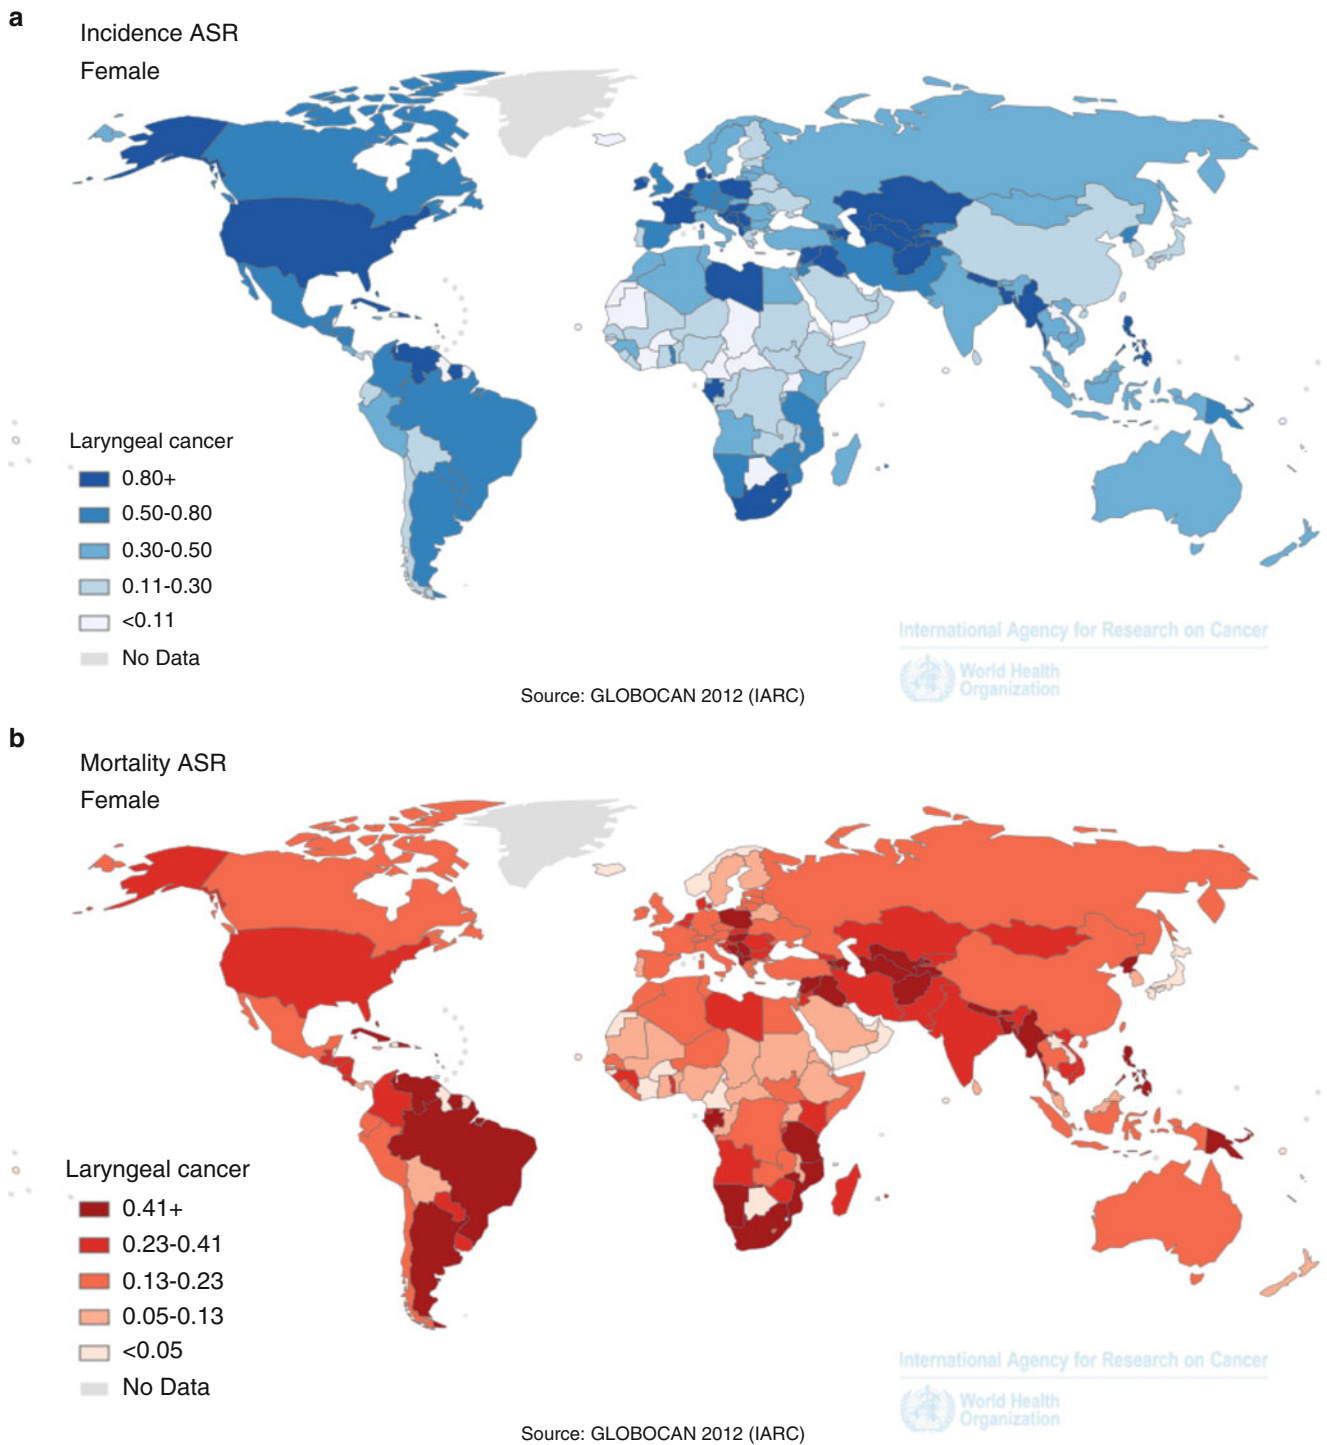 a
Incidence ASR
Female
Laryngeal cancer
0.80+
0.50-0.80
0.30-0.50
0.11-0.30
<0.11
No Data
International Agency for Research on Cancer
World Health
Organization
Source: GLOBOCAN 2012 (IARC)
b
Mortality ASR
Female
Laryngeal cancer
0.41+
0.23-0.41
0.13-0.23
0.05-0.13
<0.05
No Data
International Agency for Research on Cancer
World Health
Organization
Source: GLOBOCAN 2012 (IARC)